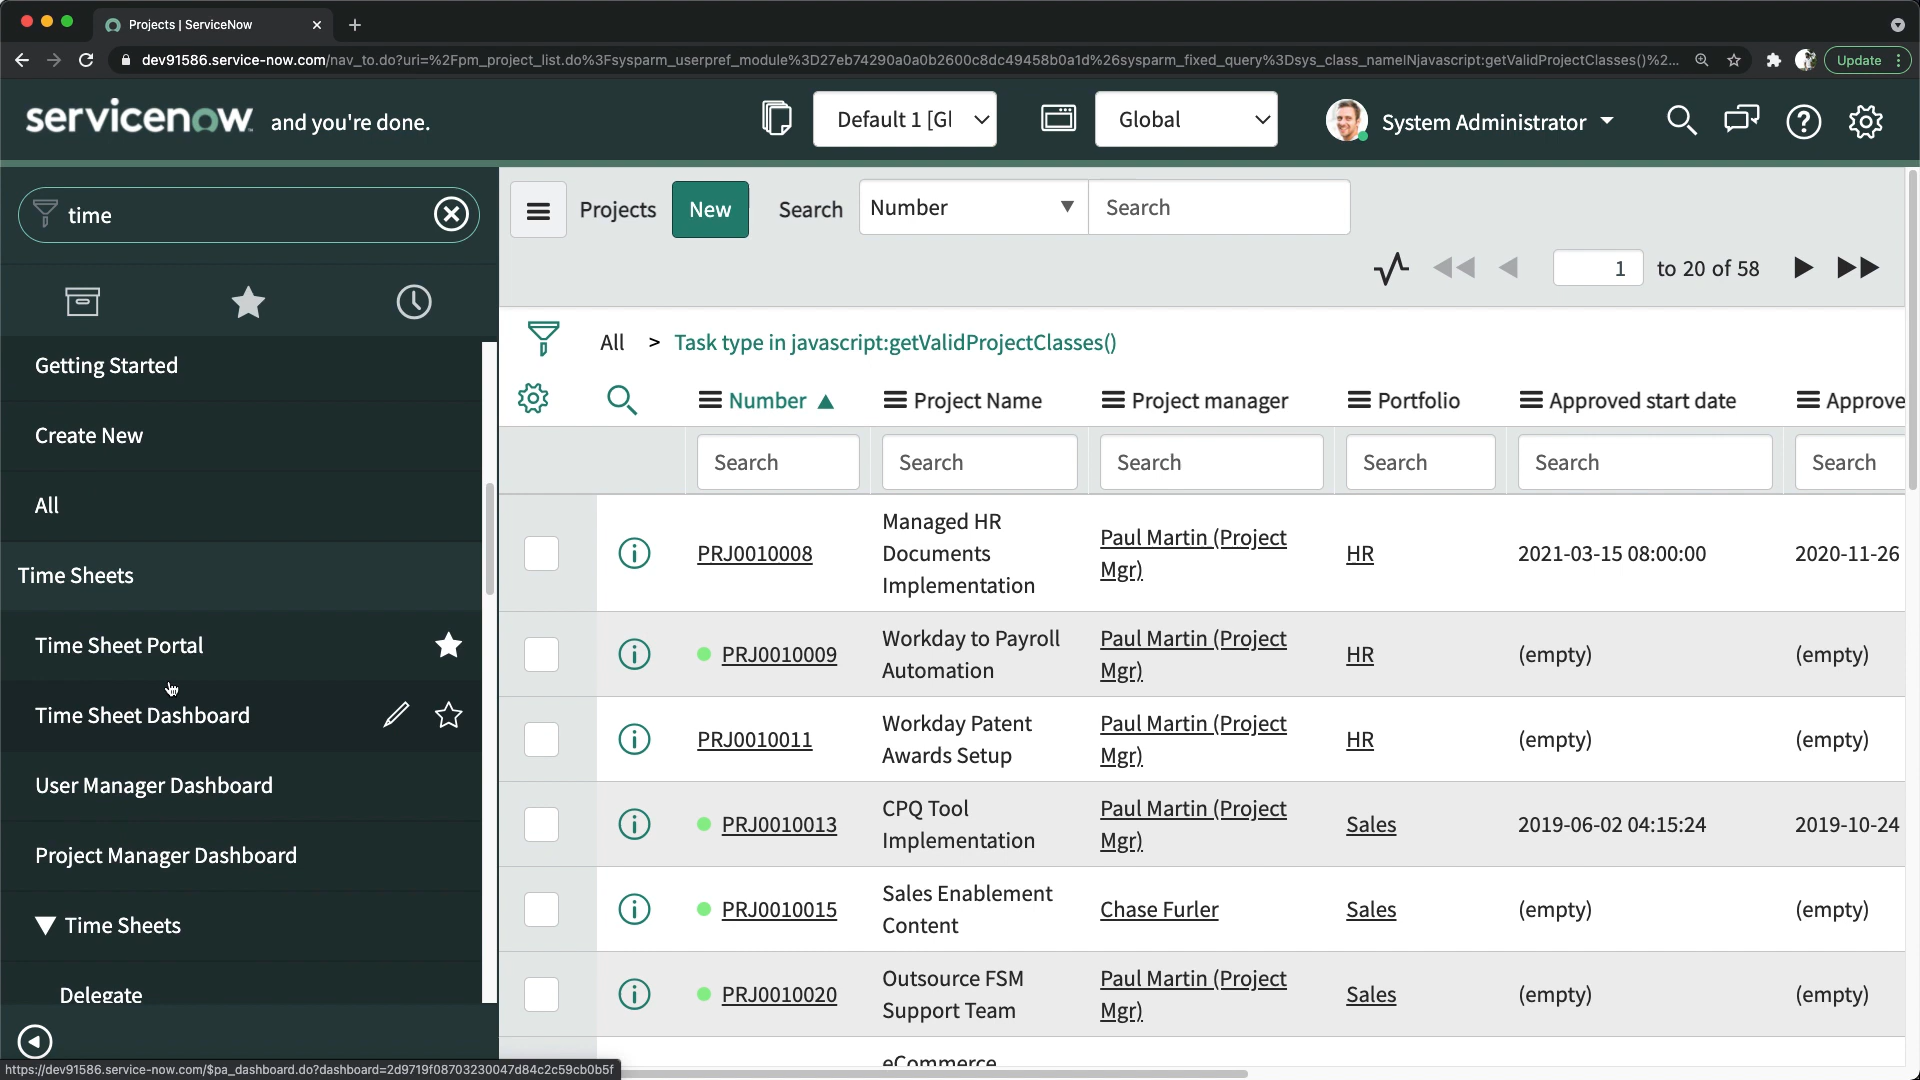 Projects | ServiceNow
dev91586.service-now.com/nav_to.do?uri=%2Fpm_project_list.do%3Fsysparm_userpref_module%3D27eb74290a0a0b2600c8dc49458b0a1d%26sysparm_fixed_query%3Dsys_class_nameINjavascript:getValidProjectClasses()%2...
Update
servicenow and you're done.
Default 1 [Gl
Global
System Administrator
time
Projects New Search Number Search
1 to 20 of 58
Getting Started
Create New
All
Time Sheets
Time Sheet Portal
Time Sheet Dashboard
User Manager Dashboard
Project Manager Dashboard
Time Sheets
Delegate
All > Task type in javascript:getValidProjectClasses()
Number Project Name Project manager Portfolio Approved start date Approve
Search Search Search Search Search Search
Managed HR
Documents
Implementation
PRJ0010008
Paul Martin (Project
Mgr)
HR
2021-03-15 08:00:00
2020-11-26
PRJ0010009
Workday to Payroll
Automation
Paul Martin (Project
Mgr)
HR
(empty)
(empty)
PRJ0010011
Workday Patent
Awards Setup
Paul Martin (Project
Mgr)
HR
(empty)
(empty)
PRJ0010013
CPQ Tool
Implementation
Paul Martin (Project
Mgr)
Sales
2019-06-02 04:15:24
2019-10-24
PRJ0010015
Sales Enablement
Content
Chase Furler
Sales
(empty)
(empty)
PRJ0010020
Outsource FSM
Support Team
Paul Martin (Project
Mgr)
Sales
(empty)
(empty)
eCommerce
https://dev91586.service-now.com/$pa_dashboard.do?dashboard=2d9719f08703230047d84c2c59cb0b5f